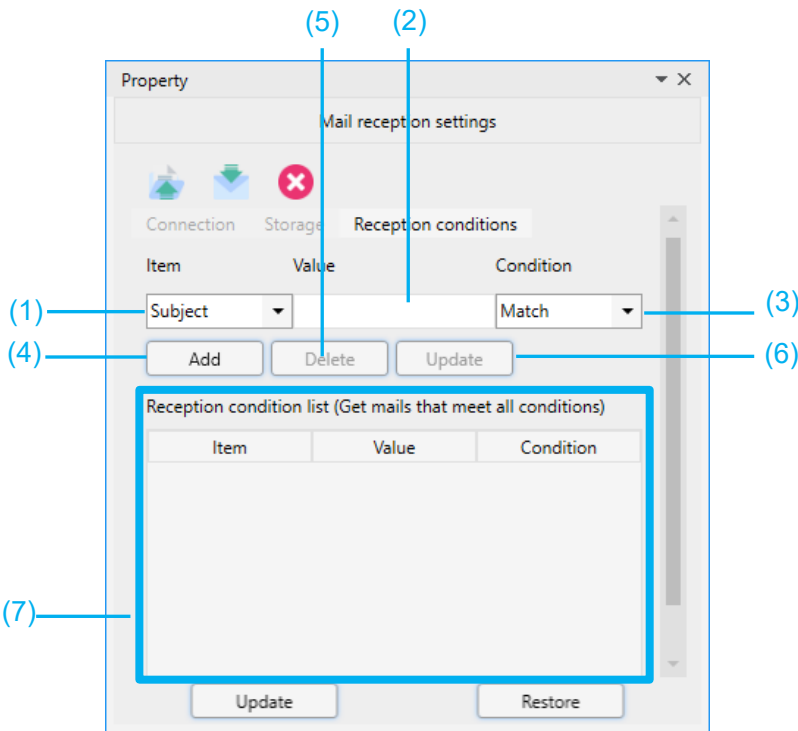 (5) (2)
Property
Mail reception settings
Connection Storage Reception conditions
Item Value Condition
(1) Subject Match (3)
(4) Add Delete Update (6)
Reception condition list (Get mails that meet all conditions)
Item Value Condition
(7)
Update Restore